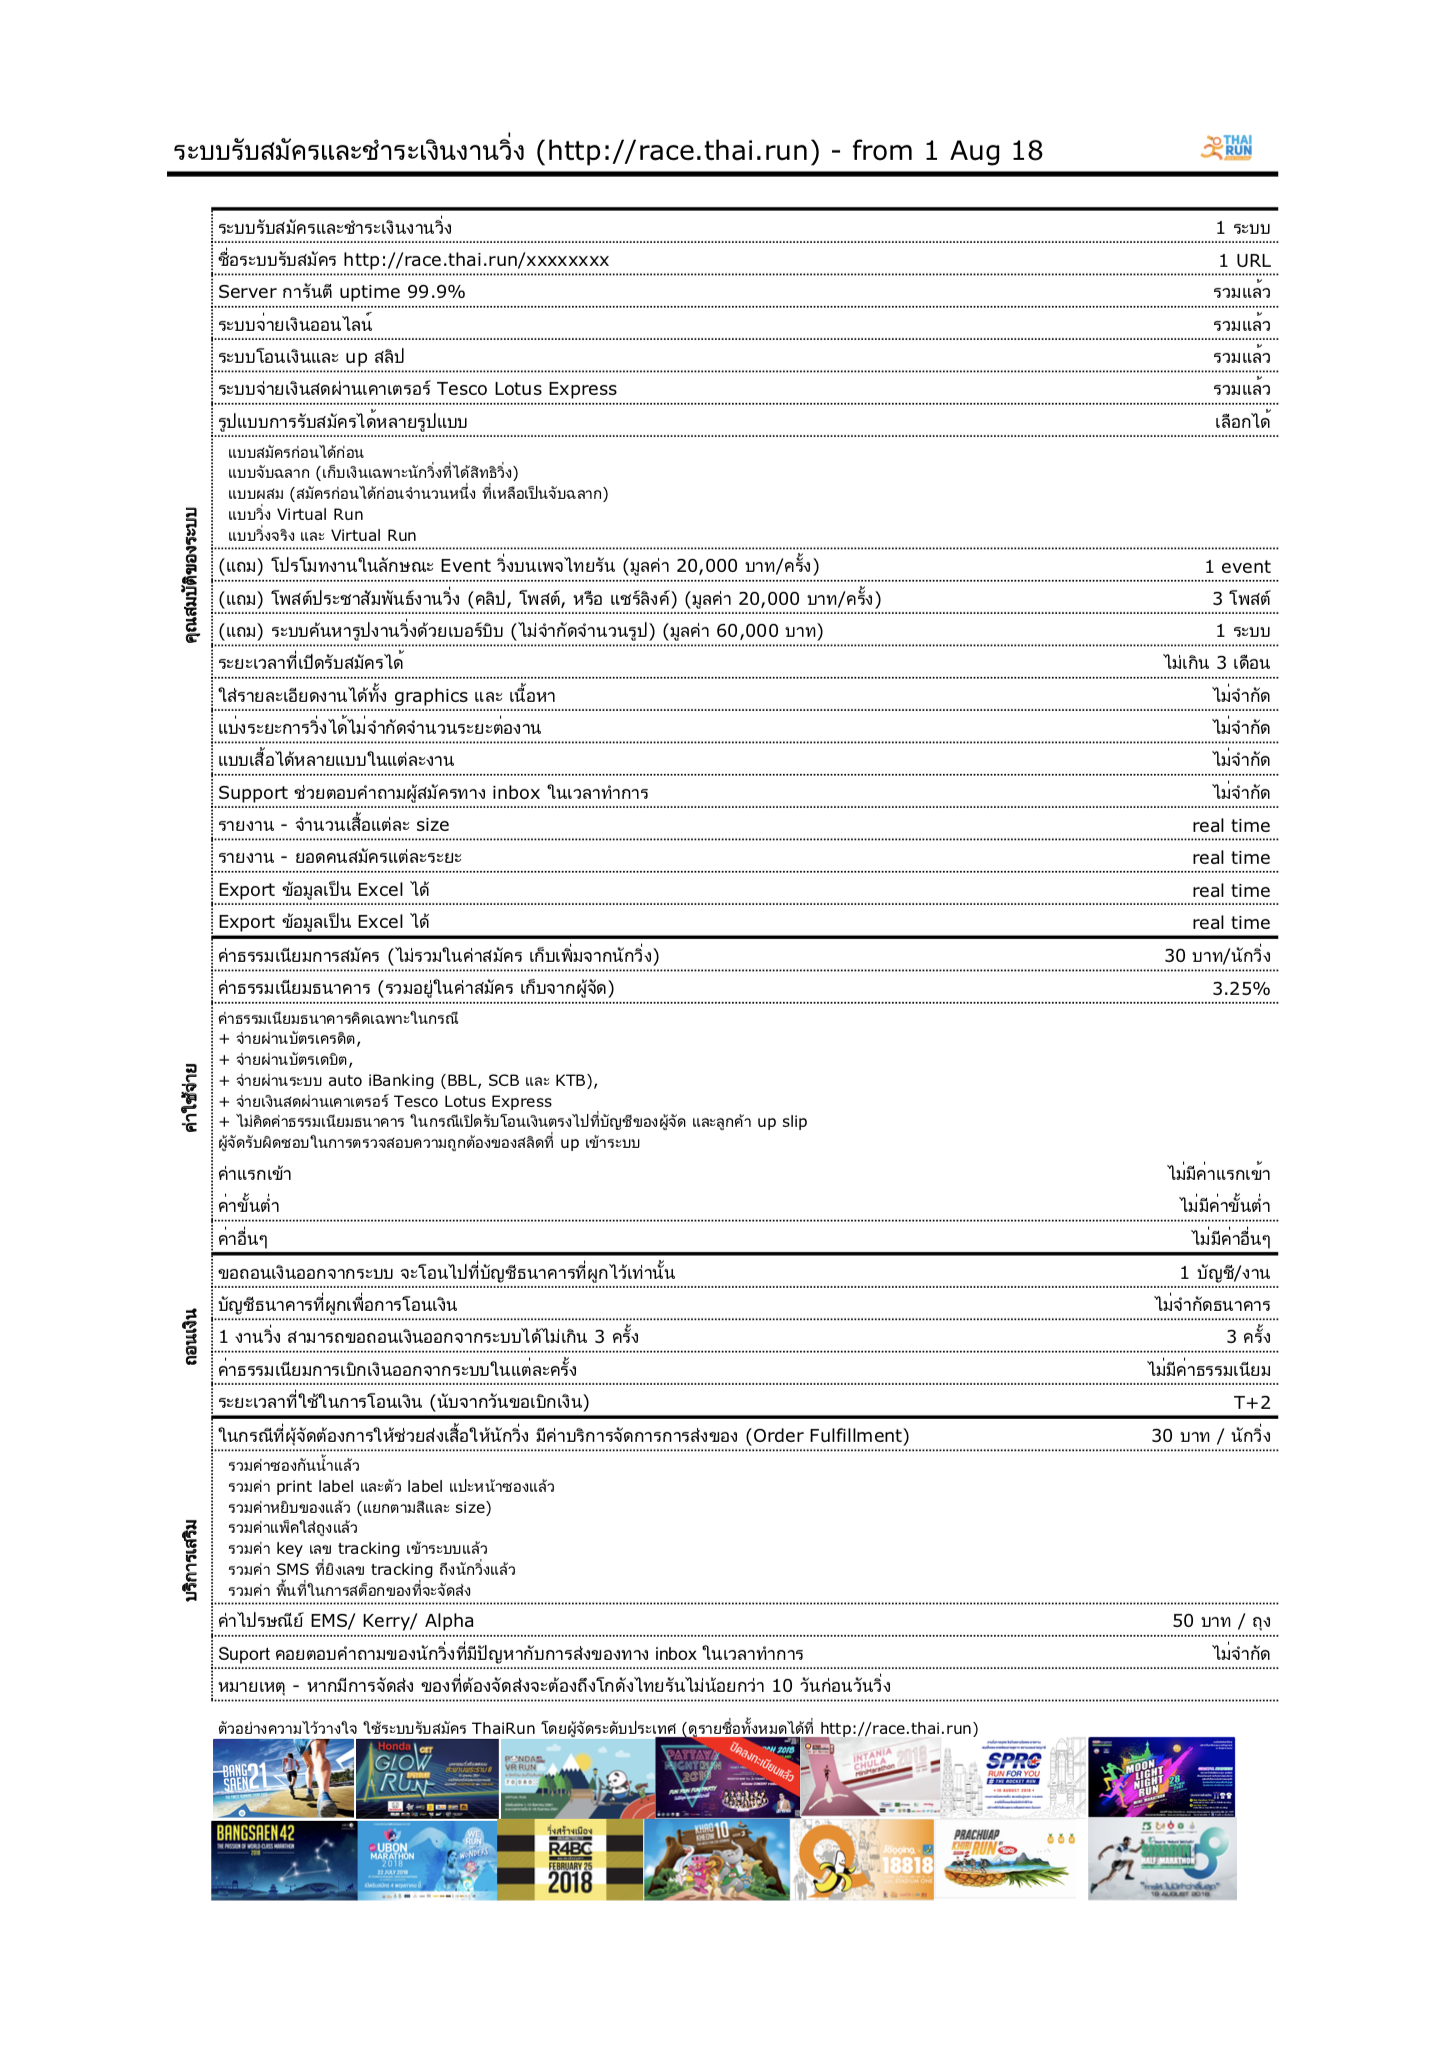 ระบบรับสมัครและชำระเงินงานวิ่ง (http://race.thai.run) - from 1 Aug 18
THAI RUN
คุณสมบัติของระบบ
ระบบรับสมัครและชำระเงินงานวิ่ง 1 ระบบ
ชื่อระบบรับสมัคร http://race.thai.run/xxxxxxxx 1 URL
Server การันตี uptime 99.9% รวมแล้ว
ระบบจ่ายเงินออนไลน์ รวมแล้ว
ระบบโอนเงินและ up สลิป รวมแล้ว
ระบบจ่ายเงินสดผ่านเคาเตรอร์ Tesco Lotus Express รวมแล้ว
รูปแบบการรับสมัครได้หลายรูปแบบ เลือกได้
แบบสมัครก่อนได้ก่อน
แบบจับฉลาก (เก็บเงินเฉพาะนักวิ่งที่ได้สิทธิวิ่ง)
แบบผสม (สมัครก่อนได้ก่อนจำนวนหนึ่ง ที่เหลือเป็นจับฉลาก)
แบบวิ่ง Virtual Run
แบบวิ่งจริง และ Virtual Run
(แถม) โปรโมทงานในลักษณะ Event วิ่งบนเพจไทยรัน (มูลค่า 20,000 บาท/ครั้ง) 1 event
(แถม) โพสต์ประชาสัมพันธ์งานวิ่ง (คลิป, โพสต์, หรือ แชร์ลิงค์) (มูลค่า 20,000 บาท/ครั้ง) 3 โพสต์
(แถม) ระบบค้นหารูปงานวิ่งด้วยเบอร์บิบ (ไม่จำกัดจำนวนรูป) (มูลค่า 60,000 บาท) 1 ระบบ
ระยะเวลาที่เปิดรับสมัครได้ ไม่เกิน 3 เดือน
ใส่รายละเอียดงานได้ทั้ง graphics และ เนื้อหา ไม่จำกัด
แบ่งระยะการวิ่งได้ไม่จำกัดจำนวนระยะต่องาน ไม่จำกัด
แบบเสื้อได้หลายแบบในแต่ละงาน ไม่จำกัด
Support ช่วยตอบคำถามผู้สมัครทาง inbox ในเวลาทำการ ไม่จำกัด
รายงาน - จำนวนเสื้อแต่ละ size real time
รายงาน - ยอดคนสมัครแต่ละระยะ real time
Export ข้อมูลเป็น Excel ได้ real time
Export ข้อมูลเป็น Excel ได้ real time
ค่าใช้จ่าย
ค่าธรรมเนียมการสมัคร (ไม่รวมในค่าสมัคร เก็บเพิ่มจากนักวิ่ง) 30 บาท/นักวิ่ง
ค่าธรรมเนียมธนาคาร (รวมอยู่ในค่าสมัคร เก็บจากผู้จัด) 3.25%
ค่าธรรมเนียมธนาคารคิดเฉพาะในกรณี
+ จ่ายผ่านบัตรเครดิต,
+ จ่ายผ่านบัตรเดบิต,
+ จ่ายผ่านระบบ auto iBanking (BBL, SCB และ KTB),
+ จ่ายเงินสดผ่านเคาเตรอร์ Tesco Lotus Express
+ ไม่คิดค่าธรรมเนียมธนาคาร ในกรณีเปิดรับโอนเงินตรงไปที่บัญชีของผู้จัด และลูกค้า up slip
ผู้จัดรับผิดชอบในการตรวจสอบความถูกต้องของสลิดที่ up เข้าระบบ
ค่าแรกเข้า ไม่มีค่าแรกเข้า
ค่าขั้นต่ำ ไม่มีค่าขั้นต่ำ
ค่าอื่นๆ ไม่มีค่าอื่นๆ
ถอนเงิน
ขอถอนเงินออกจากระบบ จะโอนไปที่บัญชีธนาคารที่ผูกไว้เท่านั้น 1 บัญชี/งาน
บัญชีธนาคารที่ผูกเพื่อการโอนเงิน ไม่จำกัดธนาคาร
1 งานวิ่ง สามารถขอถอนเงินออกจากระบบได้ไม่เกิน 3 ครั้ง 3 ครั้ง
ค่าธรรมเนียมการเบิกเงินออกจากระบบในแต่ละครั้ง ไม่มีค่าธรรมเนียม
ระยะเวลาที่ใช้ในการโอนเงิน (นับจากวันขอเบิกเงิน) T+2
บริการเสริม
ในกรณีที่ผุ้จัดต้องการให้ช่วยส่งเสื้อให้นักวิ่ง มีค่าบริการจัดการการส่งของ (Order Fulfillment) 30 บาท / นักวิ่ง
รวมค่าซองกันน้ำแล้ว
รวมค่า print label และตัว label แปะหน้าซองแล้ว
รวมค่าหยิบของแล้ว (แยกตามสีและ size)
รวมค่าแพ็คใส่ถูงแล้ว
รวมค่า key เลข tracking เข้าระบบแล้ว
รวมค่า SMS ที่ยิงเลข tracking ถึงนักวิ่งแล้ว
รวมค่า พื้นที่ในการสต็อกของที่จะจัดส่ง
ค่าไปรษณีย์ EMS/ Kerry/ Alpha 50 บาท / ถุง
Suport คอยตอบคำถามของนักวิ่งที่มีปัญหากับการส่งของทาง inbox ในเวลาทำการ ไม่จำกัด
หมายเหตุ - หากมีการจัดส่ง ของที่ต้องจัดส่งจะต้องถึงโกดังไทยรันไม่น้อยกว่า 10 วันก่อนวันวิ่ง
ตัวอย่างความไว้วางใจ ใช้ระบบรับสมัคร ThaiRun โดยผู้จัดระดับประเทศ (ดูรายชื่อทั้งหมดได้ที่ http://race.thai.run)
BANG SAEN 21
Honda GLOW RUN
VR RUN
PATTAYA NIGHTRUN 2018
ปิดลงทะเบียนแล้ว
INTANIA CHULA MiniMarathon 2018
SPRC RUN FOR YOU
# THE ROCKET RUN
MOON LIGHT NIGHT RUN
BANGSAEN42
UBON MARATHON 2018
WE RUN WONDERS
วิ่งสร้างเมือง
R4BC
FEBRUARY 25
2018
KHAO KHEOW 10
Jogging 18818
PRACHUAP KHIRI RUN
HALF MARATHON